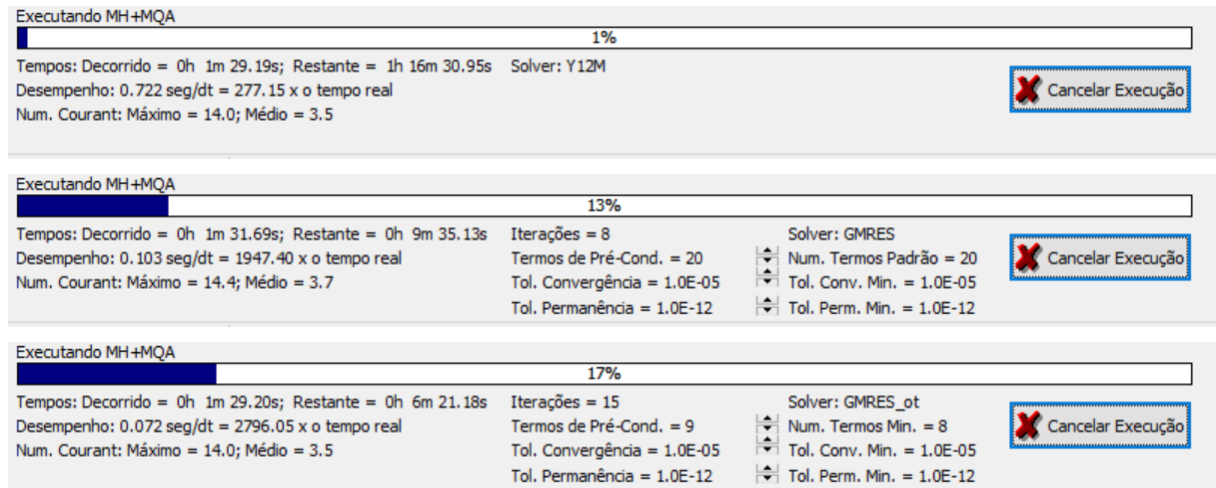 Executando MH+MQA
1%
Tempos: Decorrido = 0h 1m 29.19s; Restante = 1h 16m 30.95s Solver: Y12M
Desempenho: 0.722 seg/dt = 277.15 x o tempo real
Cancelar Execução
Num. Courant: Máximo = 14.0; Médio = 3.5
Executando MH+MQA
13%
Tempos: Decorrido = 0h 1m 31.69s; Restante = 0h 9m 35.13s Iterações = 8 Solver: GMRES
Desempenho: 0.103 seg/dt = 1947.40 x o tempo real Termos de Pré-Cond. = 20 Num. Termos Padrão = 20 Cancelar Execução
Num. Courant: Máximo = 14.4; Médio = 3.7 Tol. Convergência = 1.0E-05 Tol. Conv. Min. = 1.0E-05
Tol. Permanência = 1.0E-12 Tol. Perm. Min. = 1.0E-12
Executando MH+MQA
17%
Tempos: Decorrido = 0h 1m 29.20s; Restante = 0h 6m 21.18s Iterações = 15 Solver: GMRES_ot
Desempenho: 0.072 seg/dt = 2796.05 x o tempo real Termos de Pré-Cond. = 9 Num. Termos Min. = 8 Cancelar Execução
Num. Courant: Máximo = 14.0; Médio = 3.5 Tol. Convergência = 1.0E-05 Tol. Conv. Min. = 1.0E-05
Tol. Permanência = 1.0E-12 Tol. Perm. Min. = 1.0E-12